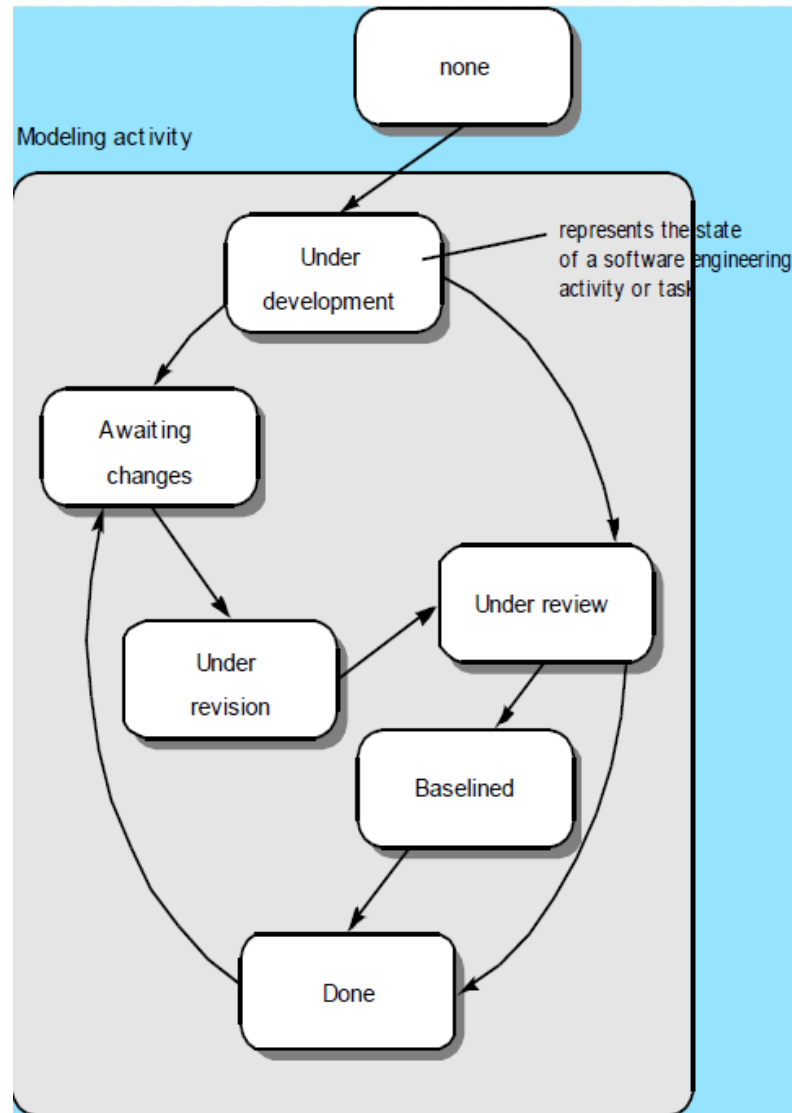 none
Modeling activity
represents the state
of a software engineering
activity or task
Under
development
Awaiting
changes
Under review
Under
revision
Baselined
Done